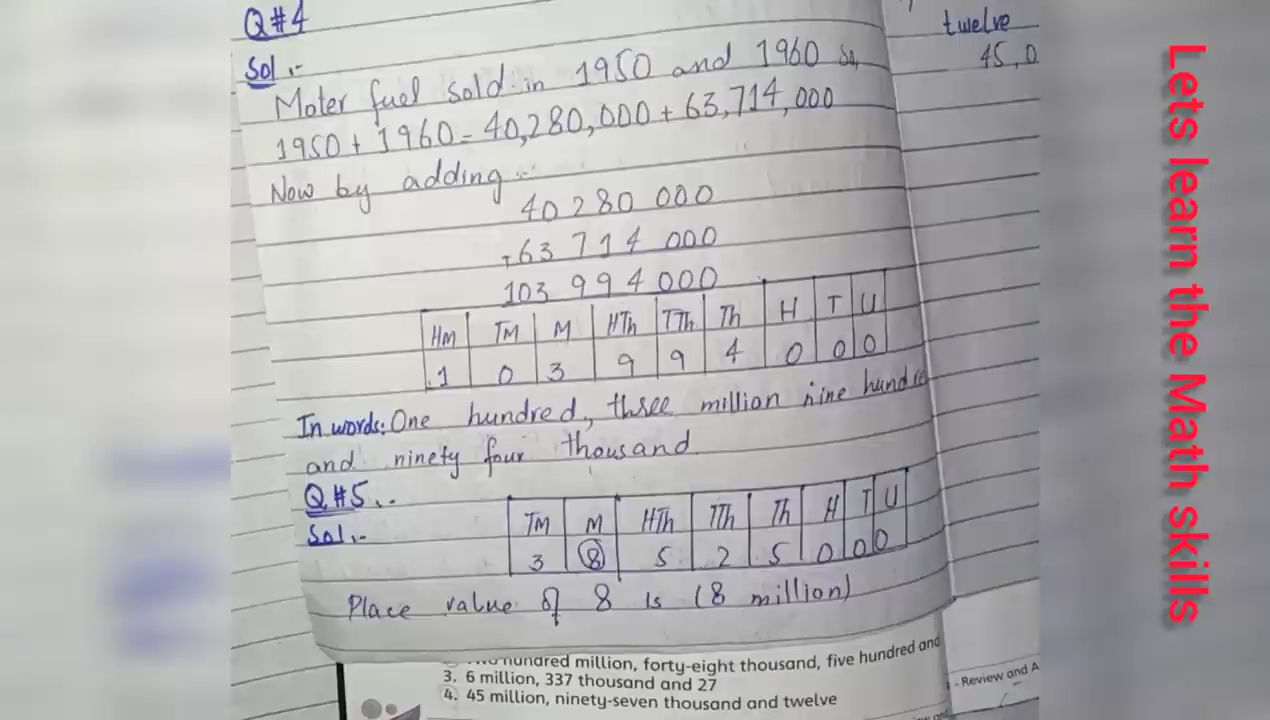 Q#4
Sol:-
Moter fuel sold in 1950 and 1960 is,
1950 + 1960 = 40,280,000 + 63,714,000
Now by adding :-
40 280 000
+63 714 000
103 994 000
HM TM M HTh TTh Th H T U
1 0 3 9 9 4 0 0 0
In words: One hundred, three million nine hundre
and ninety four thousand
Q#5:-
Sol:-
TM M HTh TTh Th H T U
3 8 5 2 5 0 0 0
Place value of 8 is (8 million)
hundred million, forty-eight thousand, five hundred and
3. 6 million, 337 thousand and 27
4. 45 million, ninety-seven thousand and twelve
twelve
45,0
- Review and A
Lets learn the Math skills